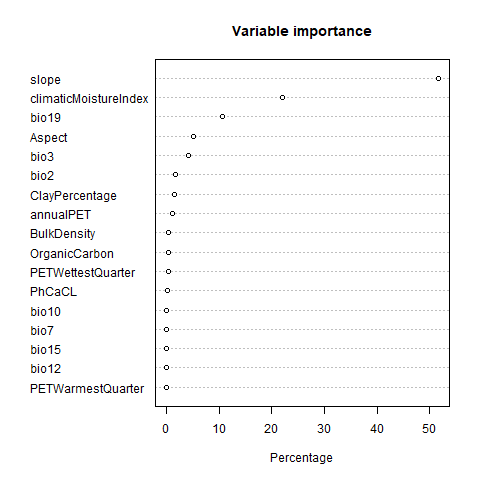 Variable importance
slope
climaticMoistureIndex
bio19
Aspect
bio3
bio2
ClayPercentage
annualPET
BulkDensity
OrganicCarbon
PETWettestQuarter
PhCaCL
bio10
bio7
bio15
bio12
PETWarmestQuarter
0 10 20 30 40 50
Percentage